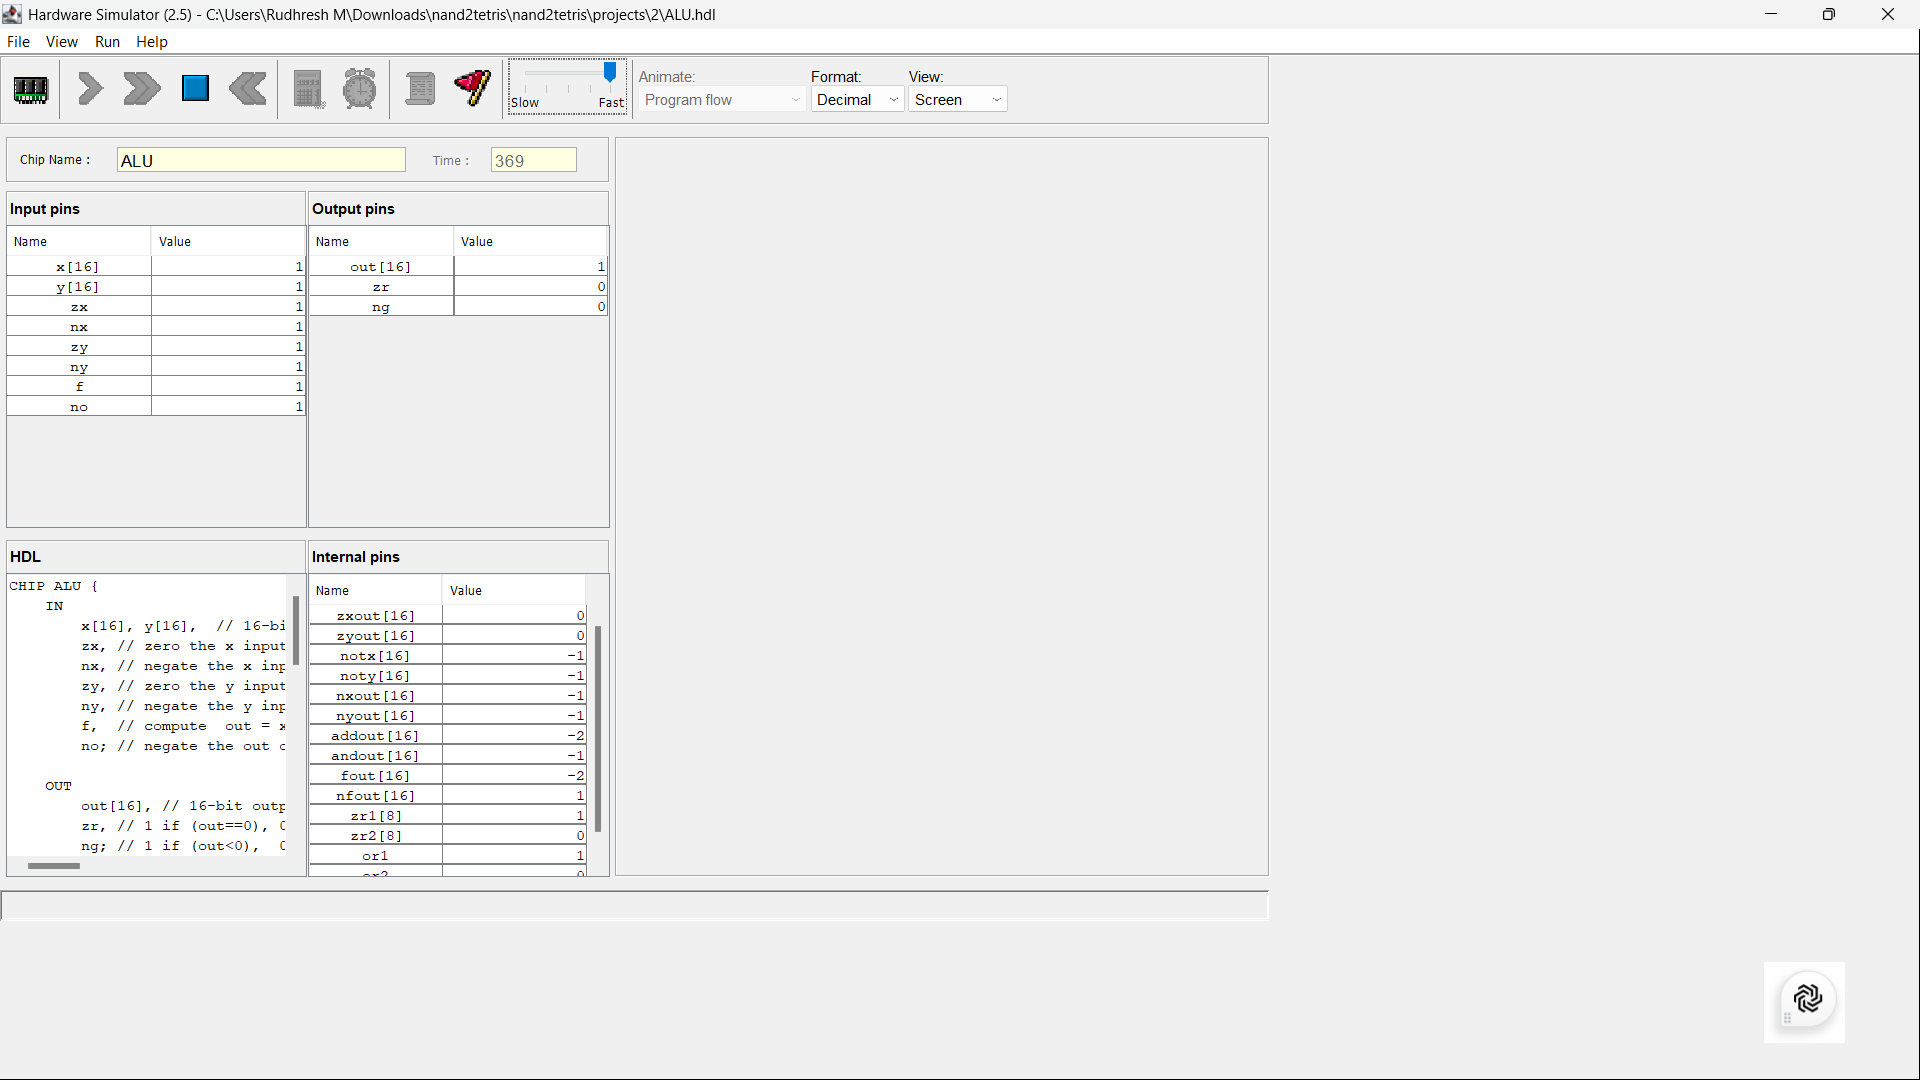 Hardware Simulator (2.5) - C:\Users\Rudhresh M\Downloads\nand2tetris\nand2tetris\projects\2\ALU.hdl
File View Run Help
Slow Fast
Animate: Format: View:
Program flow Decimal Screen
Chip Name : ALU Time : 369
Input pins
Name Value
x[16] 1
y[16] 1
zx 1
nx 1
zy 1
ny 1
f 1
no 1
Output pins
Name Value
out[16] 1
zr 0
ng 0
HDL
CHIP ALU {
IN
x[16], y[16], // 16-bi
zx, // zero the x input
nx, // negate the x inp
zy, // zero the y input
ny, // negate the y inp
f, // compute out = x
no; // negate the out
OUT
out[16], // 16-bit outp
zr, // 1 if (out==0),
ng; // 1 if (out<0),
Internal pins
Name Value
zxout[16] 0
zyout[16] 0
notx[16] -1
noty[16] -1
nxout[16] -1
nyout[16] -1
addout[16] -2
andout[16] -1
fout[16] -2
nfout[16] 1
zr1[8] 1
zr2[8] 0
or1 1
or2 0